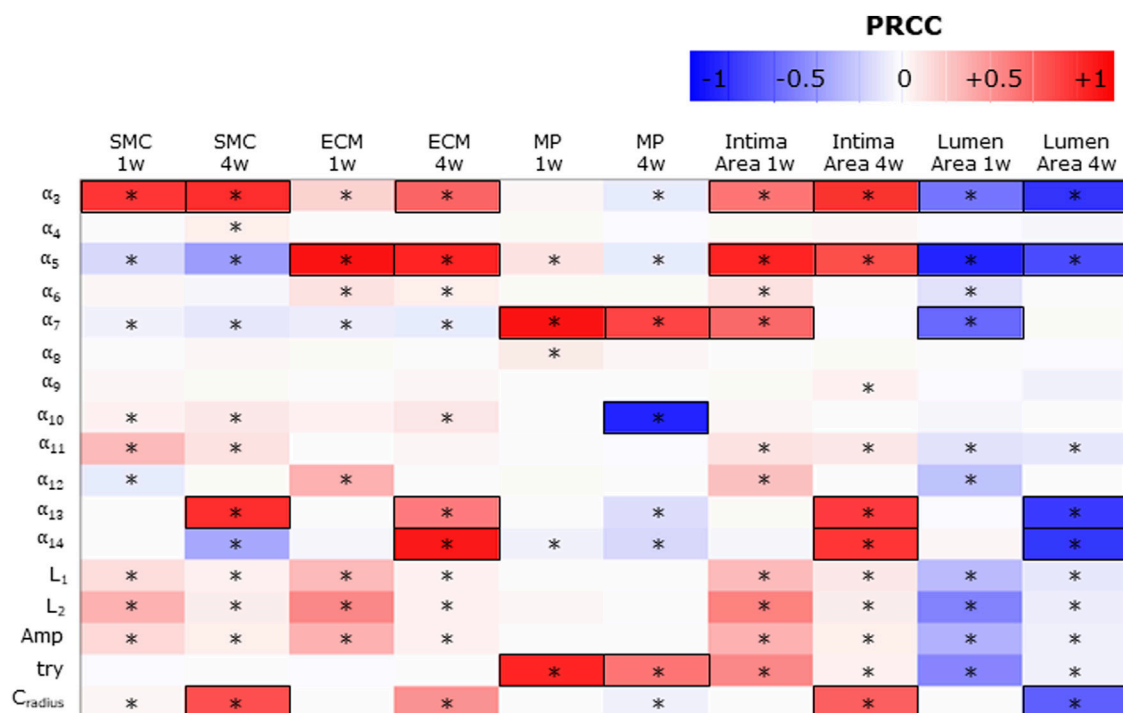 PRCC
-1 -0.5 0 +0.5 +1
SMC SMC ECM ECM MP MP Intima Intima Lumen Lumen
1w 4w 1w 4w 1w 4w Area 1w Area 4w Area 1w Area 4w
α₃ * * * * * * * * *
α₄ *
α₅ * * * * * * * * * *
α₆ * * * *
α₇ * * * * * * * *
α₈ *
α₉ *
α₁₀ * * * *
α₁₁ * * * * * *
α₁₂ * * * *
α₁₃ * * * * *
α₁₄ * * * * * *
L₁ * * * * * * * *
L₂ * * * * * * * *
Amp * * * * * * * *
try * * * * * *
C_radius * * * * * *